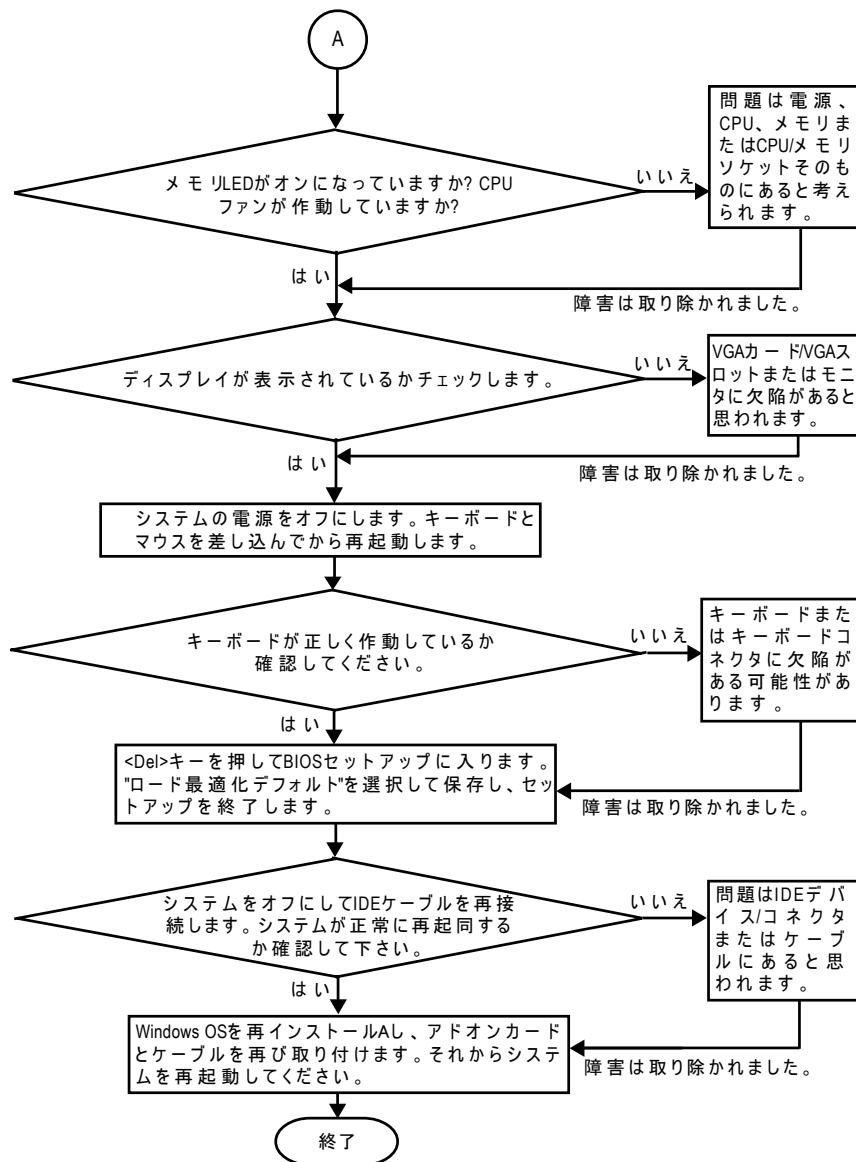 A
メモリLEDがオンになっていますか? CPU
ファンが作動していますか?
いいえ
問題は電源、
CPU、メモリま
たはCPU/メモリ
ソケットそのも
のにあると考え
られます。
はい
障害は取り除かれました。
ディスプレイが表示されているかチェックします。
いいえ
VGAカード/VGAス
ロットまたはモニ
タに欠陥があると
思われます。
はい
障害は取り除かれました。
システムの電源をオフにします。キーボードと
マウスを差し込んでから再起動します。
キーボードが正しく作動しているか
確認してください。
いいえ
キーボードまた
はキーボードコ
ネクタに欠陥が
ある可能性があ
ります。
はい
<Del>キーを押してBIOSセットアップに入ります。
"ロード最適化デフォルト"を選択して保存し、セッ
トアップを終了します。
障害は取り除かれました。
システムをオフにしてIDEケーブルを再接
続します。システムが正常に再起同する
か確認して下さい。
いいえ
問題はIDEデバ
イス/コネクタ
またはケーブ
ルにあると思
われます。
はい
Windows OSを再インストールAし、アドオンカード
とケーブルを再び取り付けます。それからシステ
ムを再起動してください。
障害は取り除かれました。
終了